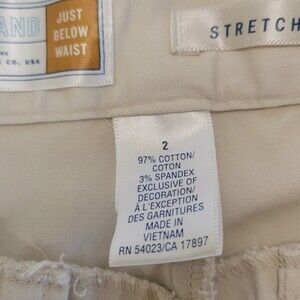 AND
JUST
BELOW
WAIST
& CO. USA
STRETCH
2
97% COTTON/
COTON
3% SPANDEX
EXCLUSIVE OF
DECORATION/
À L'EXCEPTION
DES GARNITURES
MADE IN
VIETNAM
RN 54023/CA 17897